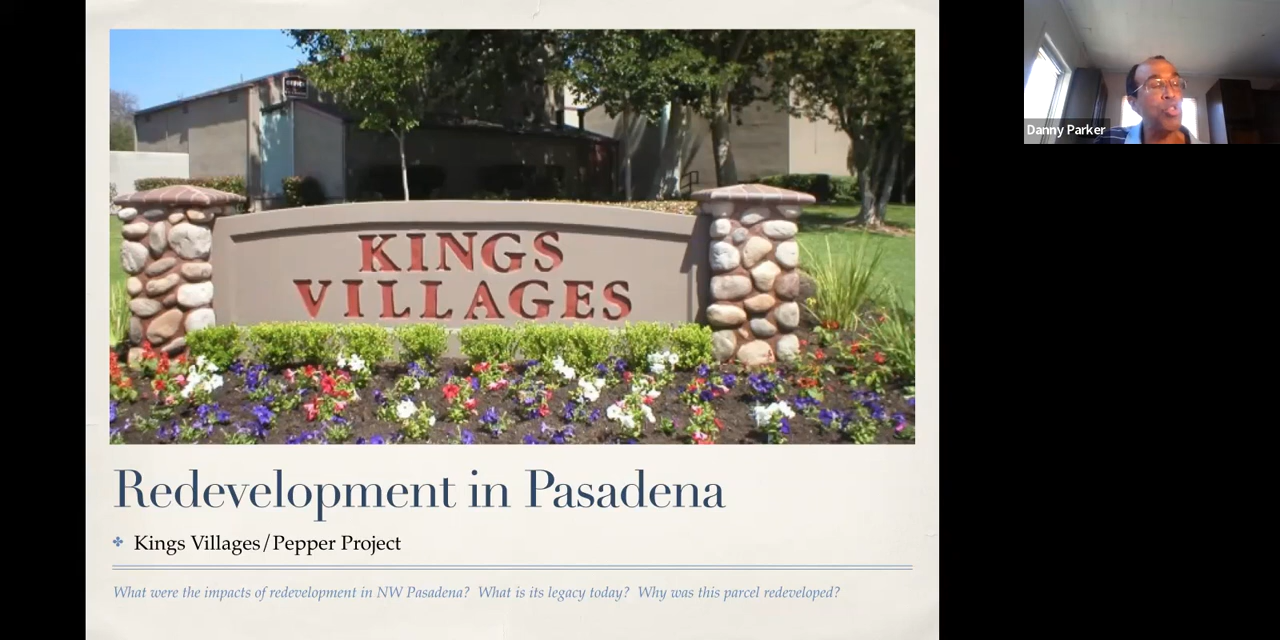 KINGS
VILLAGES
Danny Parker
Redevelopment in Pasadena
Kings Villages/Pepper Project
What were the impacts of redevelopment in NW Pasadena? What is its legacy today? Why was this parcel redeveloped?